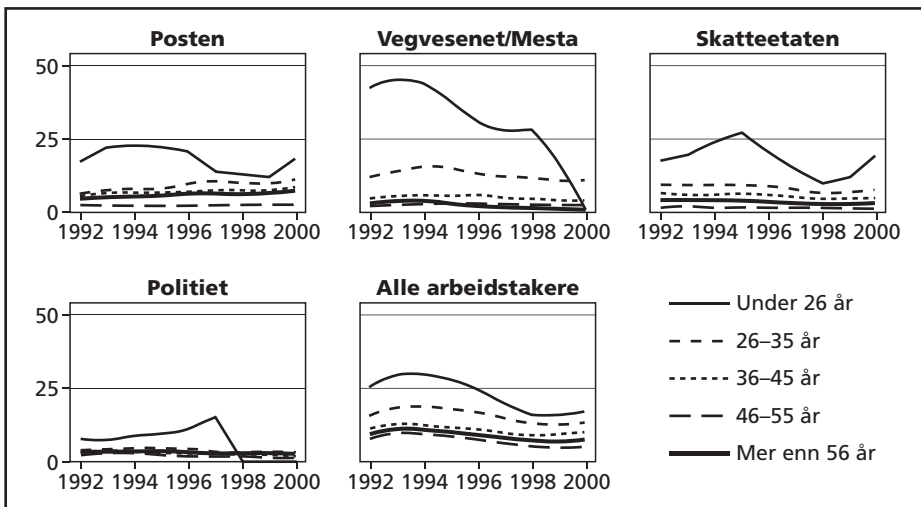 Posten Vegvesenet/Mesta Skatteetaten
50
25
0
1992 1994 1996 1998 2000 1992 1994 1996 1998 2000 1992 1994 1996 1998 2000
Politiet Alle arbeidstakere
50
25
0
1992 1994 1996 1998 2000 1992 1994 1996 1998 2000
Under 26 år
26–35 år
36–45 år
46–55 år
Mer enn 56 år